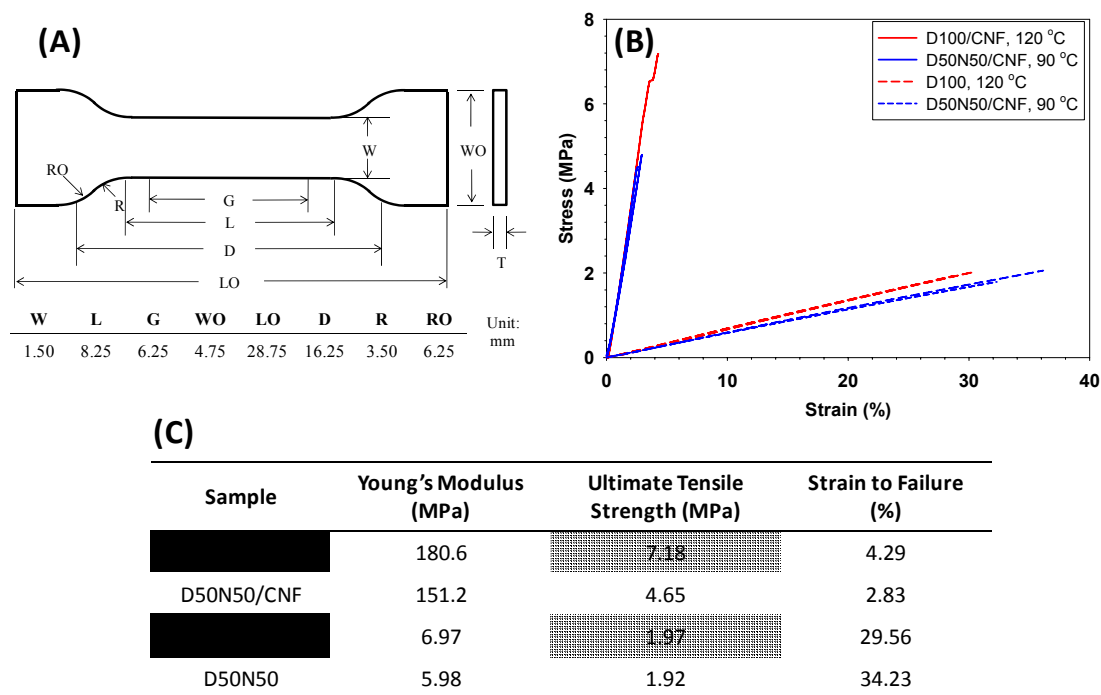 (A)
RO
R
G
L
D
LO
W
WO
T
W L G WO LO D R RO Unit:
1.50 8.25 6.25 4.75 28.75 16.25 3.50 6.25 mm
(B)
8
6
4
2
0
Stress (MPa)
D100/CNF, 120 °C
D50N50/CNF, 90 °C
D100, 120 °C
D50N50/CNF, 90 °C
0 10 20 30 40
Strain (%)
(C)
Sample Young's Modulus (MPa) Ultimate Tensile Strength (MPa) Strain to Failure (%)
180.6 7.18 4.29
D50N50/CNF 151.2 4.65 2.83
6.97 1.97 29.56
D50N50 5.98 1.92 34.23